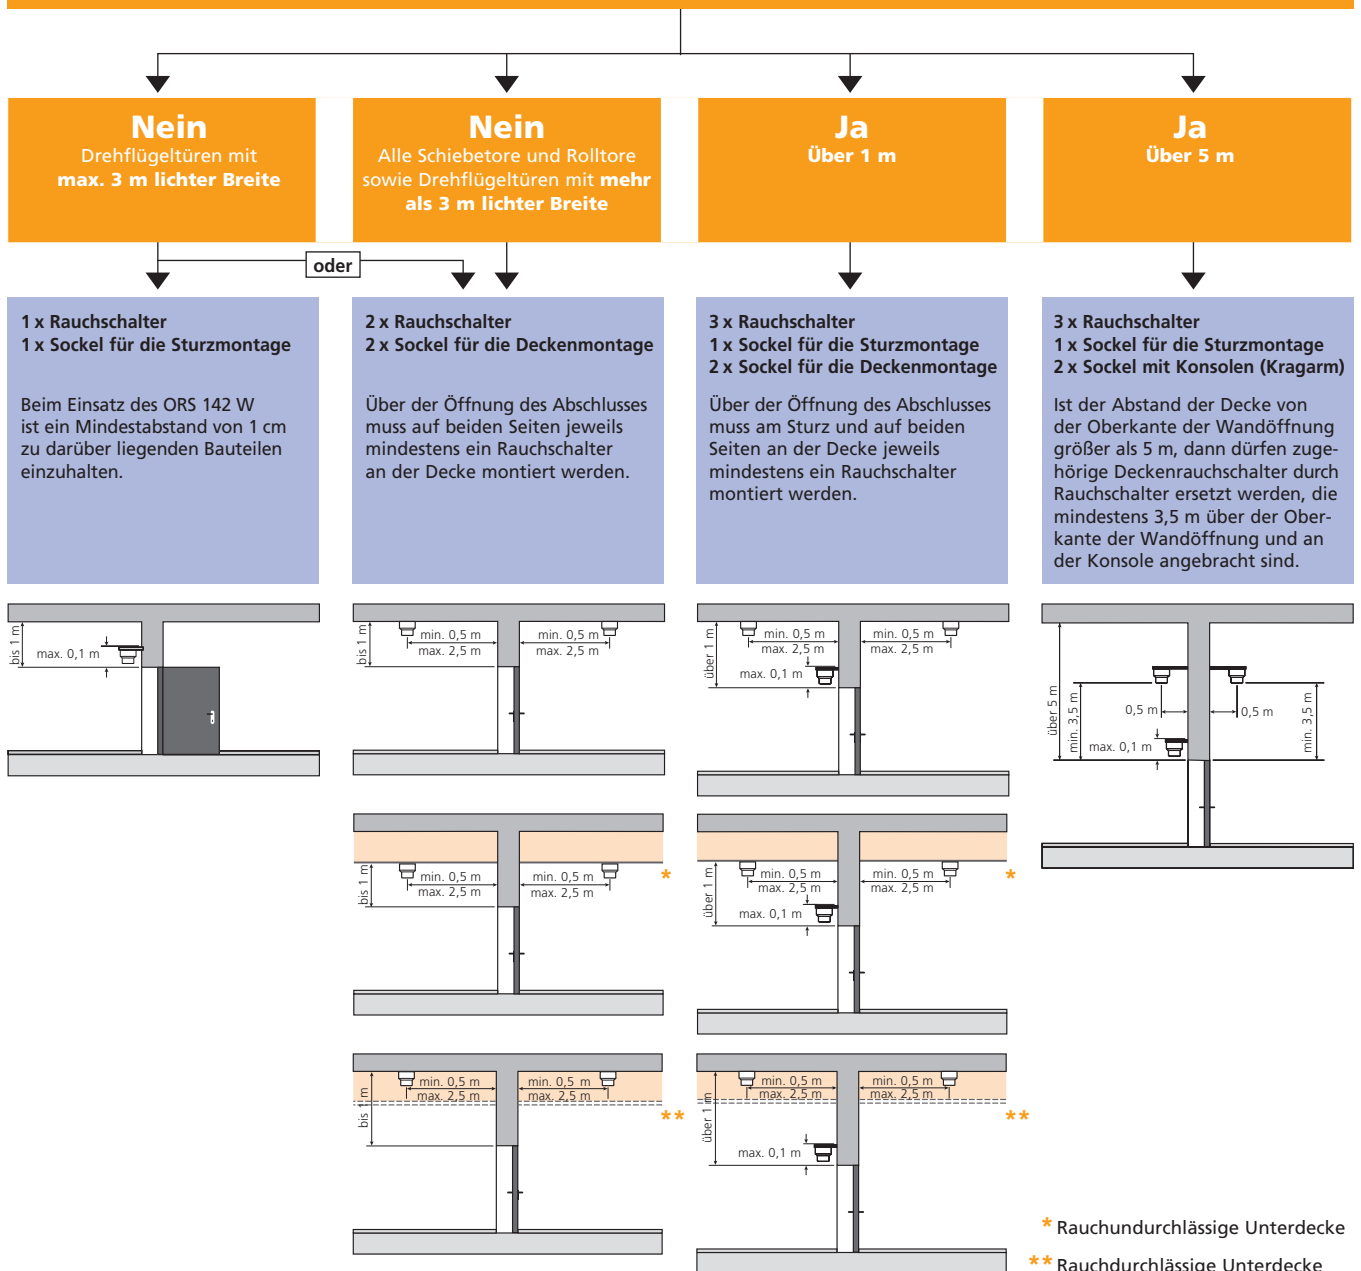 Nein
Drehflügeltüren mit
max. 3 m lichter Breite
Nein
Alle Schiebetore und Rolltore
sowie Drehflügeltüren mit mehr
als 3 m lichter Breite
Ja
Über 1 m
Ja
Über 5 m
oder
1 x Rauchschalter
1 x Sockel für die Sturzmontage
Beim Einsatz des ORS 142 W
ist ein Mindestabstand von 1 cm
zu darüber liegenden Bauteilen
einzuhalten.
2 x Rauchschalter
2 x Sockel für die Deckenmontage
Über der Öffnung des Abschlusses
muss auf beiden Seiten jeweils
mindestens ein Rauchschalter
an der Decke montiert werden.
3 x Rauchschalter
1 x Sockel für die Sturzmontage
2 x Sockel für die Deckenmontage
Über der Öffnung des Abschlusses
muss am Sturz und auf beiden
Seiten an der Decke jeweils
mindestens ein Rauchschalter
montiert werden.
3 x Rauchschalter
1 x Sockel für die Sturzmontage
2 x Sockel mit Konsolen (Kragarm)
Ist der Abstand der Decke von
der Oberkante der Wandöffnung
größer als 5 m, dann dürfen zuge-
hörige Deckenrauchschalter durch
Rauchschalter ersetzt werden, die
mindestens 3,5 m über der Ober-
kante der Wandöffnung und an
der Konsole angebracht sind.
bis 1 m
max. 0,1 m
bis 1 m
min. 0,5 m
max. 2,5 m
min. 0,5 m
max. 2,5 m
über 1 m
min. 0,5 m
max. 2,5 m
min. 0,5 m
max. 2,5 m
max. 0,1 m
über 5 m
min. 3,5 m
0,5 m
0,5 m
max. 0,1 m
min. 3,5 m
bis 1 m
min. 0,5 m
max. 2,5 m
min. 0,5 m
max. 2,5 m
*
über 1 m
min. 0,5 m
max. 2,5 m
min. 0,5 m
max. 2,5 m
max. 0,1 m
*
bis 1 m
min. 0,5 m
max. 2,5 m
min. 0,5 m
max. 2,5 m
**
über 1 m
min. 0,5 m
max. 2,5 m
min. 0,5 m
max. 2,5 m
max. 0,1 m
**
* Rauchundurchlässige Unterdecke
** Rauchdurchlässige Unterdecke